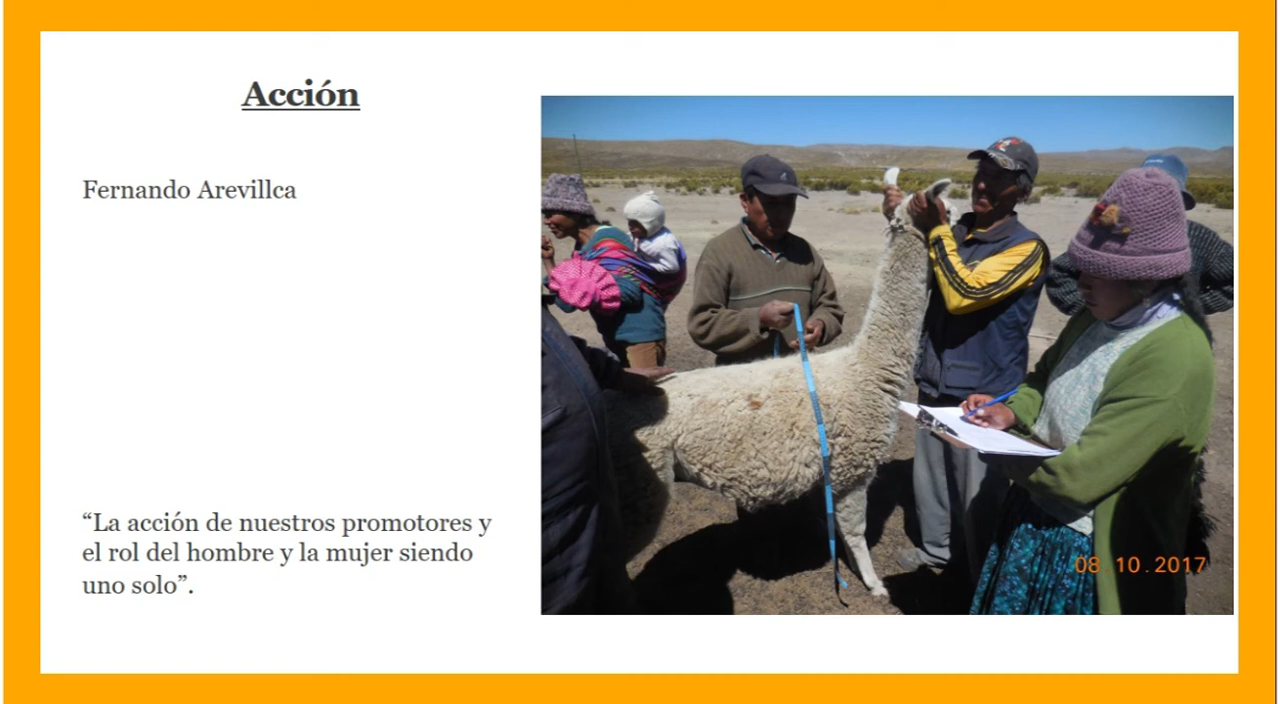 Acción
Fernando Arevillca
“La acción de nuestros promotores y
el rol del hombre y la mujer siendo
uno solo”.
08.10.2017